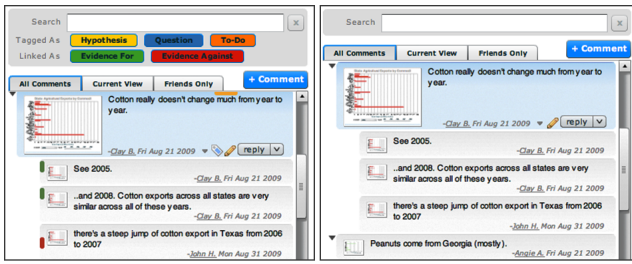 Search x
Tagged As Hypothesis Question To-Do
Linked As Evidence For Evidence Against
All Comments Current View Friends Only + Comment
Cotton really doesn't change much from year to
year.
-Clay B. Fri Aug 21 2009 reply
See 2005.
-Clay B. Fri Aug 21 2009
..and 2008. Cotton exports across all states are very
similar across all of these years.
-Clay B. Fri Aug 21 2009
there's a steep jump of cotton export in Texas from 2006
to 2007
-John H. Mon Aug 31 2009
Search x
All Comments Current View Friends Only + Comment
Cotton really doesn't change much from year to
year.
-Clay B. Fri Aug 21 2009 reply
See 2005.
-Clay B. Fri Aug 21 2009
..and 2008. Cotton exports across all states are very
similar across all of these years.
-Clay B. Fri Aug 21 2009
there's a steep jump of cotton export in Texas from 2006
to 2007
-John H. Mon Aug 31 2009
Peanuts come from Georgia (mostly).
-Angie A. Fri Aug 21 2009